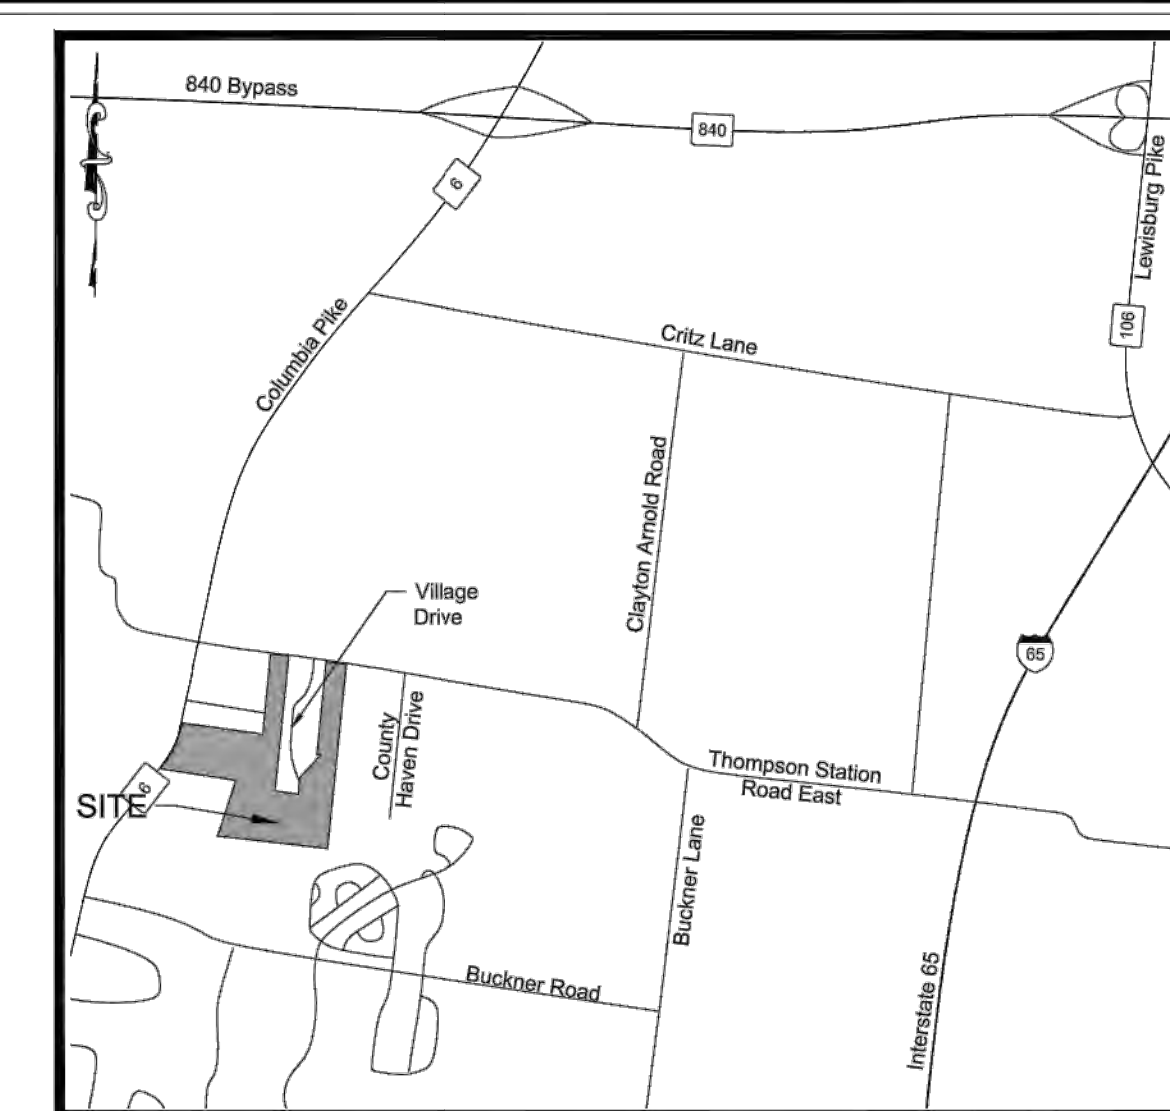 840 Bypass
840
6
Lewisburg Pike
106
Columbia Pike
Critz Lane
Clayton Arnold Road
Village
Drive
65
County
Haven Drive
Thompson Station
Road East
6
SITE
Buckner Lane
Buckner Road
Interstate 65